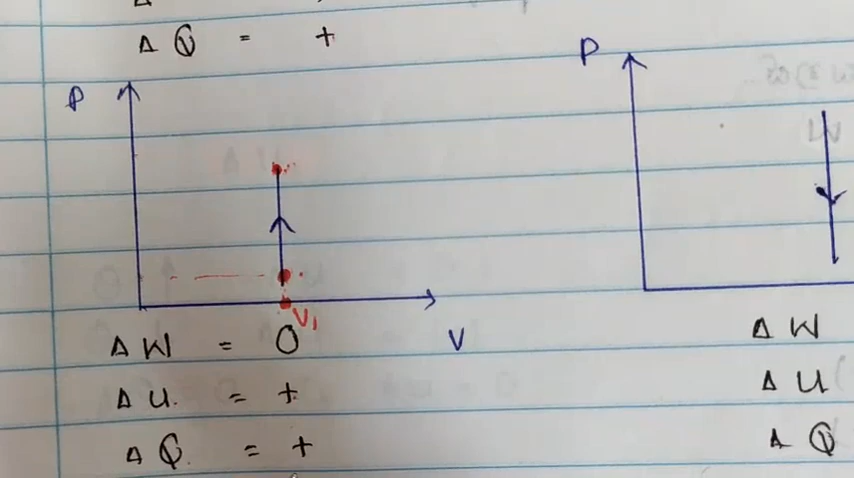 Δ Q = +
P
P
V₁
V
Δ W = 0
Δ U. = +
Δ Q. = +
Δ W
Δ U
Δ Q